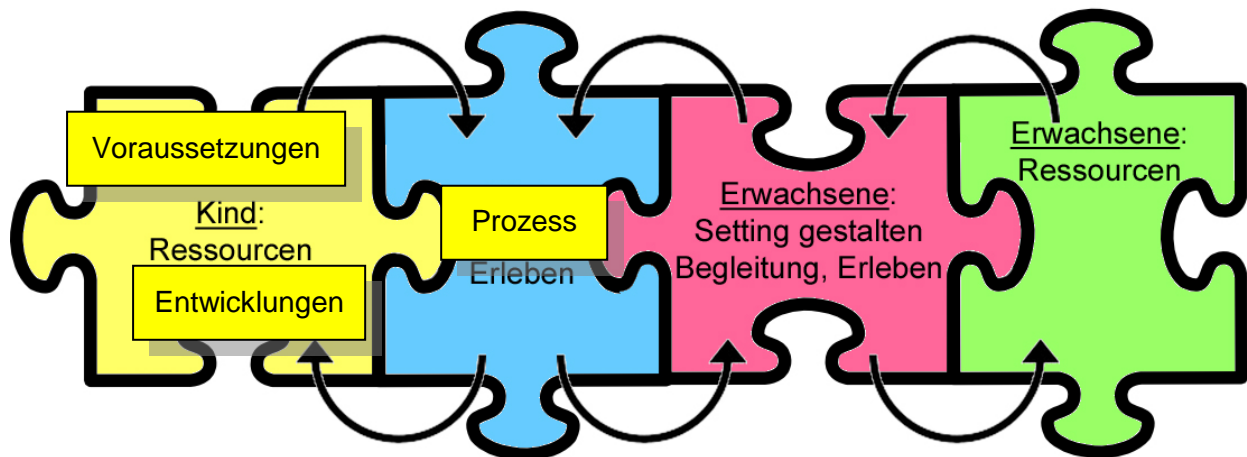 Voraussetzungen
Kind:
Ressourcen
Entwicklungen
Prozess
Erleben
Erwachsene:
Setting gestalten
Begleitung, Erleben
Erwachsene:
Ressourcen